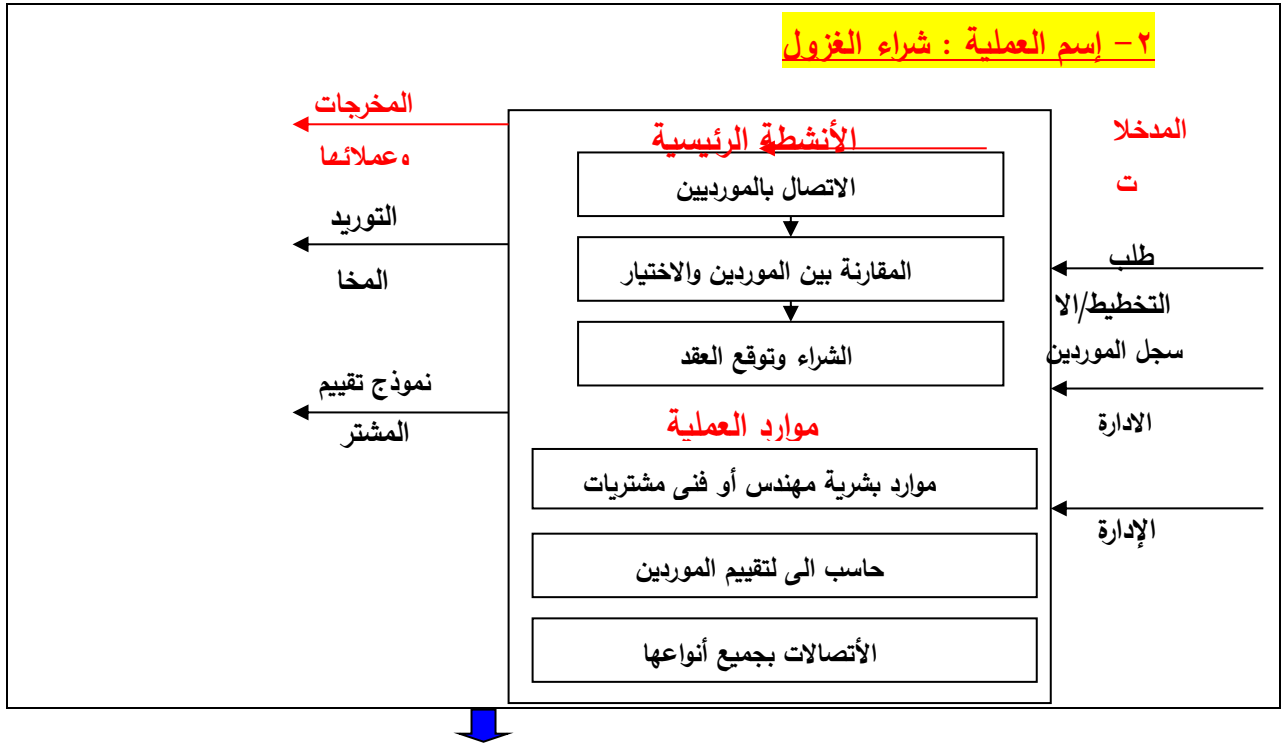 ٢- إسم العملية : شراء الغزول
المدخلا
ت
طلب
التخطيط/الا
سجل الموردين
الادارة
الإدارة
الأنشطة الرئيسية
الاتصال بالمورديين
المقارنة بين الموردين والاختيار
الشراء وتوقع العقد
موارد العملية
موارد بشرية مهندس أو فنى مشتريات
حاسب الى لتقييم الموردين
الأتصالات بجميع أنواعها
المخرجات
وعملائها
التوريد
المخا
نموذج تقييم
المشتر